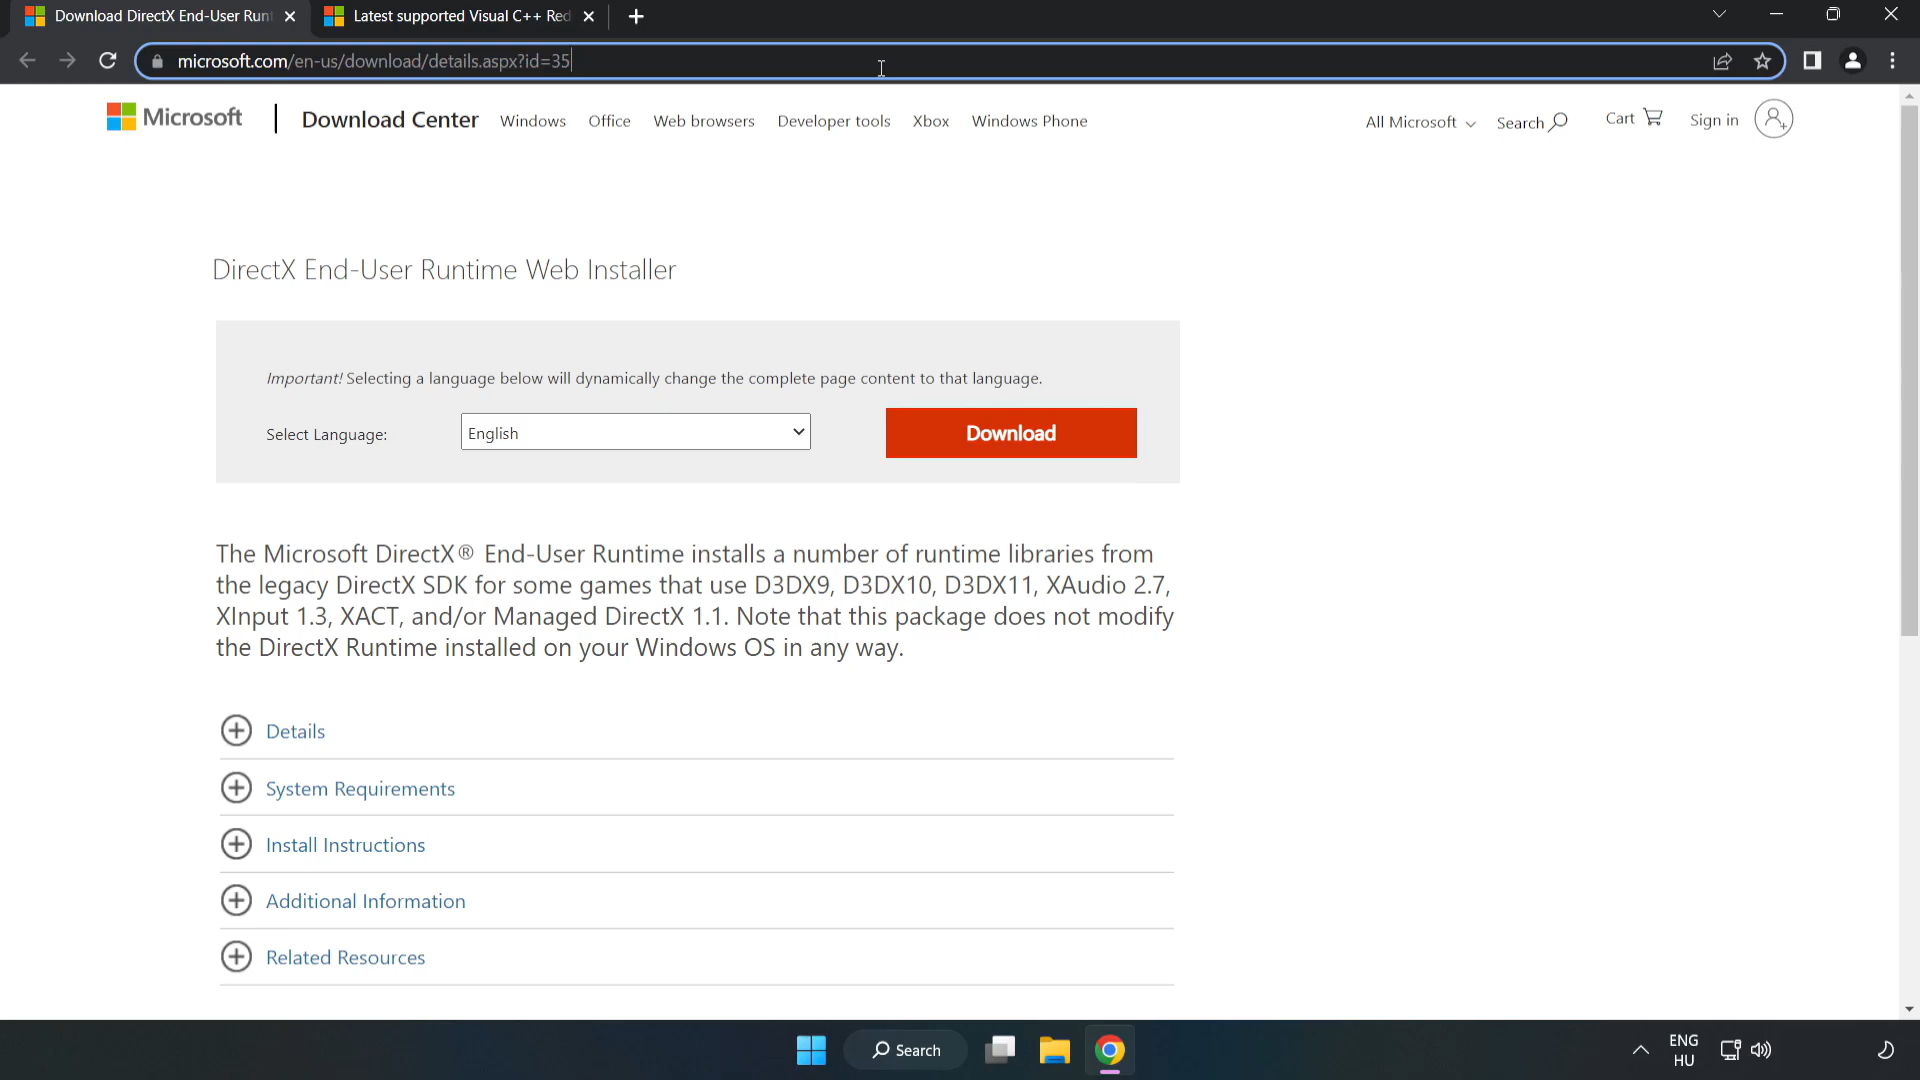 Download DirectX End-User Runt
Latest supported Visual C++ Red
microsoft.com/en-us/download/details.aspx?id=35
Microsoft
Download Center
Windows
Office
Web browsers
Developer tools
Xbox
Windows Phone
All Microsoft
Search
Cart
Sign in
DirectX End-User Runtime Web Installer
Important! Selecting a language below will dynamically change the complete page content to that language.
Select Language:
English
Download
The Microsoft DirectX® End-User Runtime installs a number of runtime libraries from
the legacy DirectX SDK for some games that use D3DX9, D3DX10, D3DX11, XAudio 2.7,
XInput 1.3, XACT, and/or Managed DirectX 1.1. Note that this package does not modify
the DirectX Runtime installed on your Windows OS in any way.
Details
System Requirements
Install Instructions
Additional Information
Related Resources
Search
ENG
HU